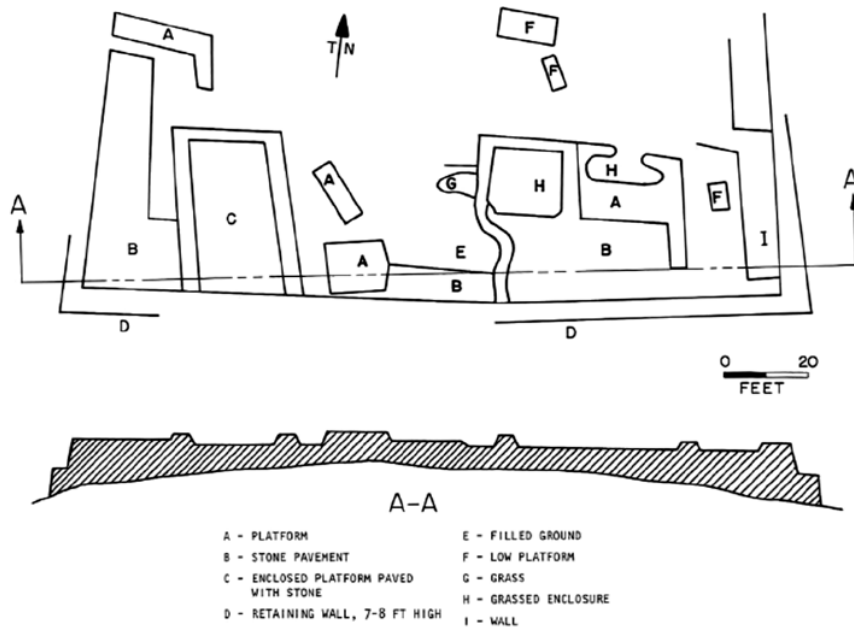 A
F
T N
F
H
G
H
A
A
A
F
A
C
B
E
B
I
A
B
D
D
0 20
FEET
A-A
A - PLATFORM
B - STONE PAVEMENT
C - ENCLOSED PLATFORM PAVED
WITH STONE
D - RETAINING WALL, 7-8 FT HIGH
E - FILLED GROUND
F - LOW PLATFORM
G - GRASS
H - GRASSED ENCLOSURE
I - WALL